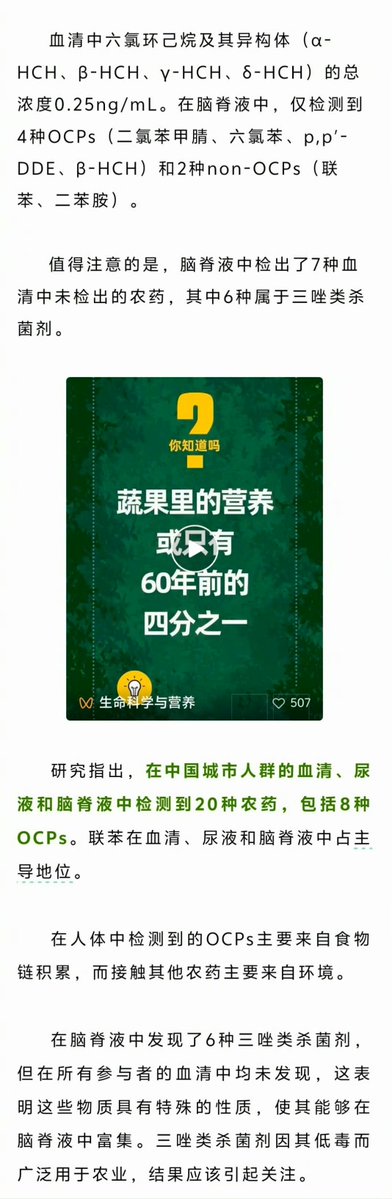 血清中六氯环己烷及其异构体（α-
HCH、β-HCH、γ-HCH、δ-HCH）的总
浓度0.25ng/mL。在脑脊液中，仅检测到
4种OCPs（二氯苯甲腈、六氯苯、p,p'-
DDE、β-HCH）和2种non-OCPs（联
苯、二苯胺）。
值得注意的是，脑脊液中检出了7种血
清中未检出的农药，其中6种属于三唑类杀
菌剂。
你知道吗
蔬果里的营养
或只有
60年前的
四分之一
生命科学与营养
507
研究指出，在中国城市人群的血清、尿
液和脑脊液中检测到20种农药，包括8种
OCPs。联苯在血清、尿液和脑脊液中占主
导地位。
在人体中检测到的OCPs主要来自食物
链积累，而接触其他农药主要来自环境。
在脑脊液中发现了6种三唑类杀菌剂，
但在所有参与者的血清中均未发现，这表
明这些物质具有特殊的性质，使其能够在
脑脊液中富集。三唑类杀菌剂因其低毒而
广泛用于农业，结果应该引起关注。